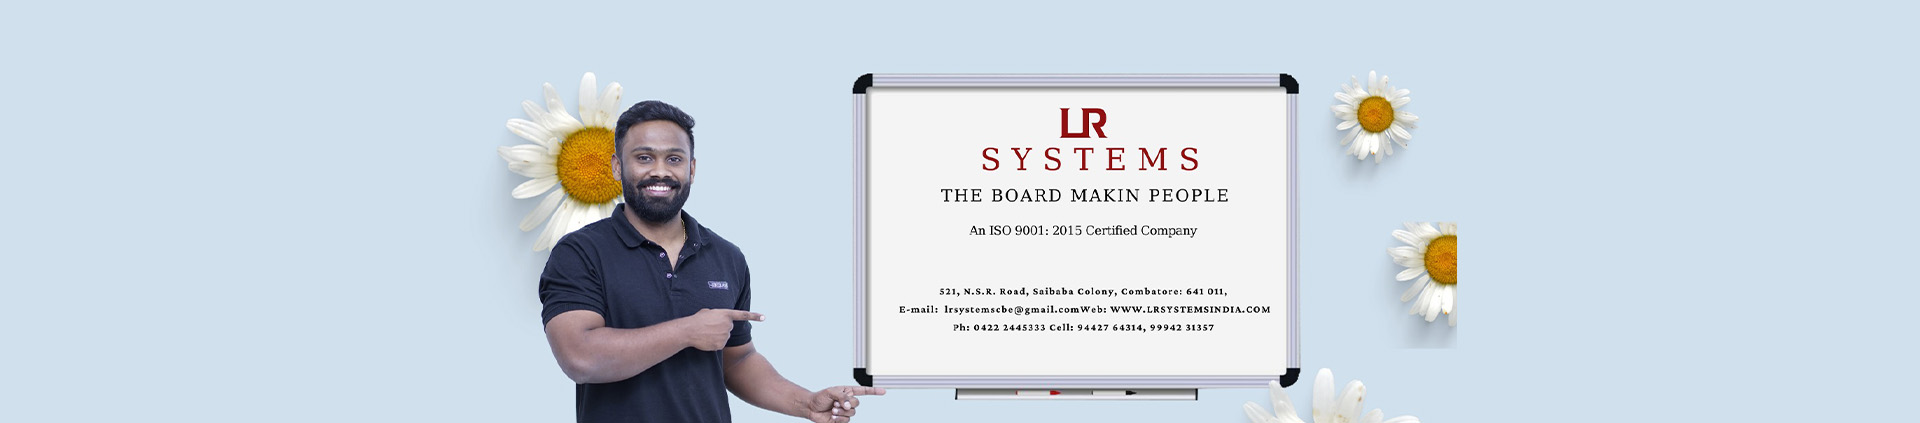 LR
SYSTEMS
THE BOARD MAKIN PEOPLE
An ISO 9001: 2015 Certified Company
521, N.S.R. Road, Saibaba Colony, Combatore: 641 011,
E-mail: lrsystemscbe@gmail.comWeb: WWW.LRSYSTEMSINDIA.COM
Ph: 0422 2445333 Cell: 94427 64314, 99942 31357